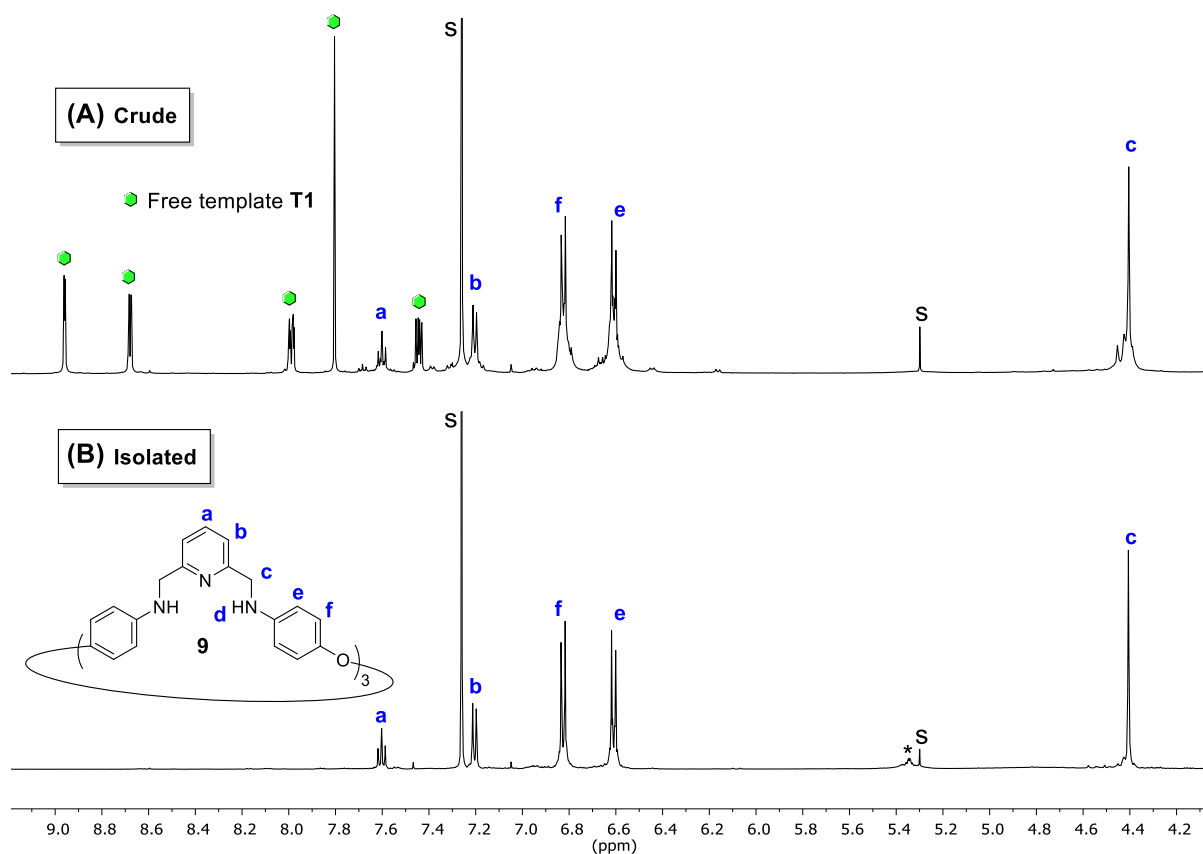 S
(A) Crude
Free template T1
a
b
f
e
S
c
S
(B) Isolated
a
b
N
c
NH
HN
d
e
f
9
O
( )3
a
b
f
e
* S
c
9.0 8.8 8.6 8.4 8.2 8.0 7.8 7.6 7.4 7.2 7.0 6.8 6.6 6.4 6.2 6.0 5.8 5.6 5.4 5.2 5.0 4.8 4.6 4.4 4.2
(ppm)